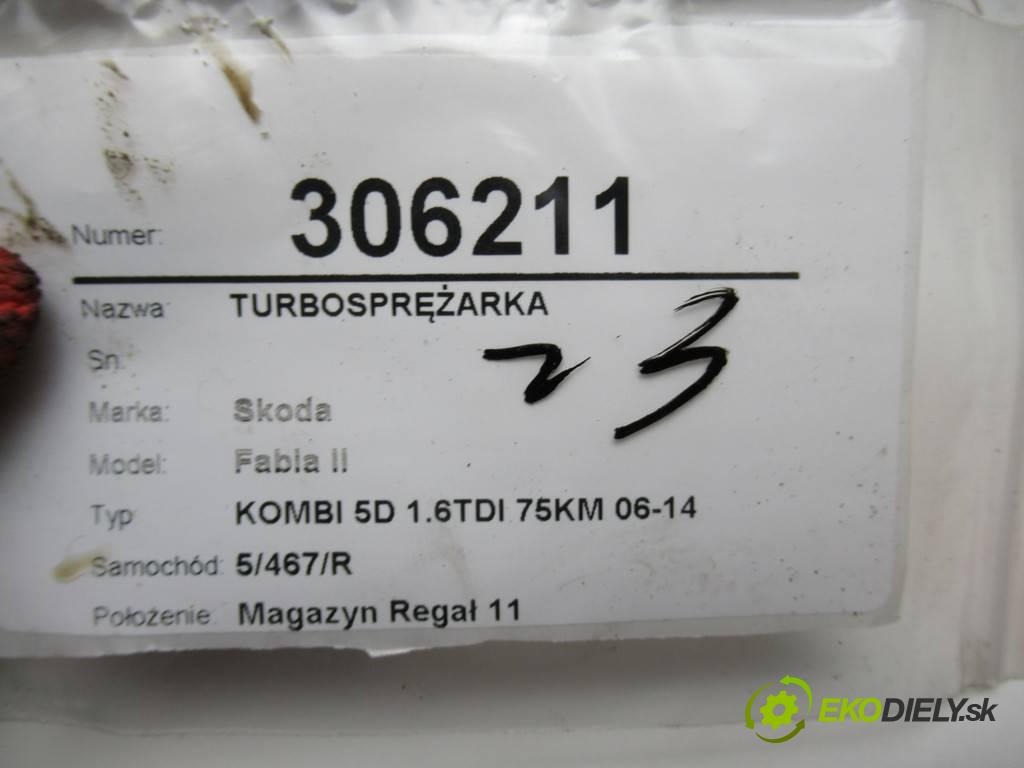 Numer: 306211
Nazwa: TURBOSPRĘŻARKA
Sn:
23
Marka: Skoda
Model: Fabia II
Typ KOMBI 5D 1.6TDI 75KM 06-14
Samochód: 5/467/R
Położenie: Magazyn Regał 11
EKODIELY.sk